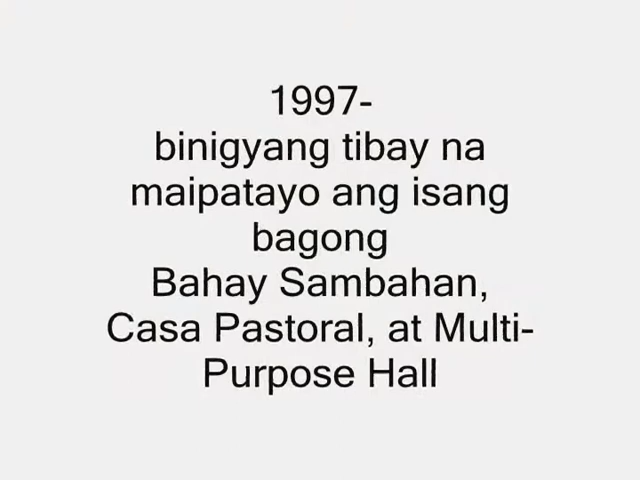 1997-
binigyang tibay na
maipatayo ang isang
bagong
Bahay Sambahan,
Casa Pastoral, at Multi-
Purpose Hall